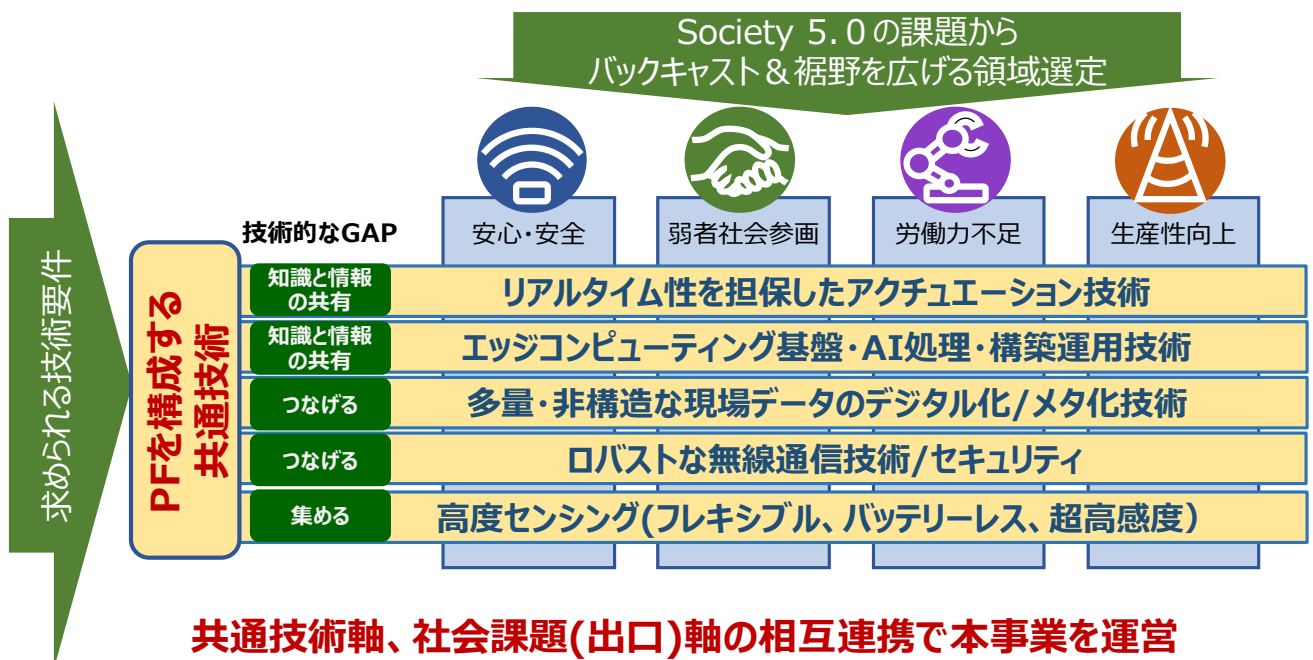 Society 5.0の課題から
バックキャスト＆裾野を広げる領域選定
求められる技術要件
技術的なGAP
安心・安全
弱者社会参画
労働力不足
生産性向上
PFを構成する
共通技術
知識と情報
の共有
リアルタイム性を担保したアクチュエーション技術
知識と情報
の共有
エッジコンピューティング基盤・AI処理・構築運用技術
つなげる
多量・非構造な現場データのデジタル化/メタ化技術
つなげる
ロバストな無線通信技術/セキュリティ
集める
高度センシング(フレキシブル、バッテリーレス、超高感度）
共通技術軸、社会課題(出口)軸の相互連携で本事業を運営